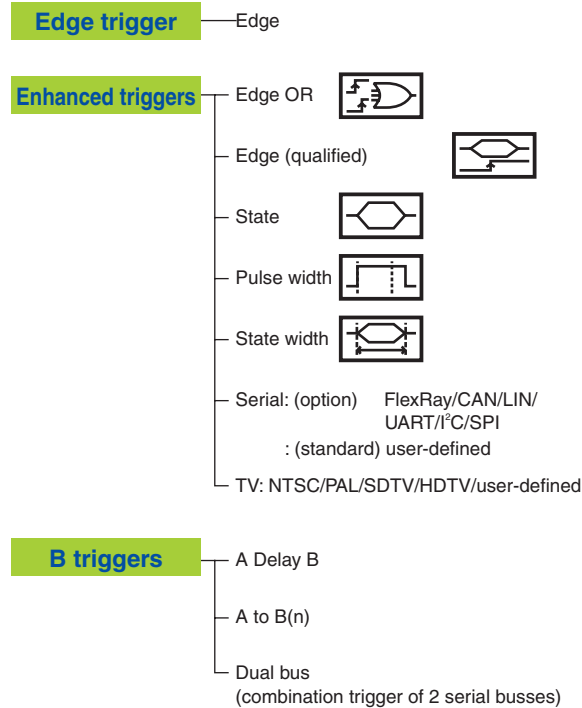 Edge trigger
Edge
Enhanced triggers
Edge OR
Edge (qualified)
State
Pulse width
State width
Serial: (option) FlexRay/CAN/LIN/
UART/I²C/SPI
: (standard) user-defined
TV: NTSC/PAL/SDTV/HDTV/user-defined
B triggers
A Delay B
A to B(n)
Dual bus
(combination trigger of 2 serial busses)